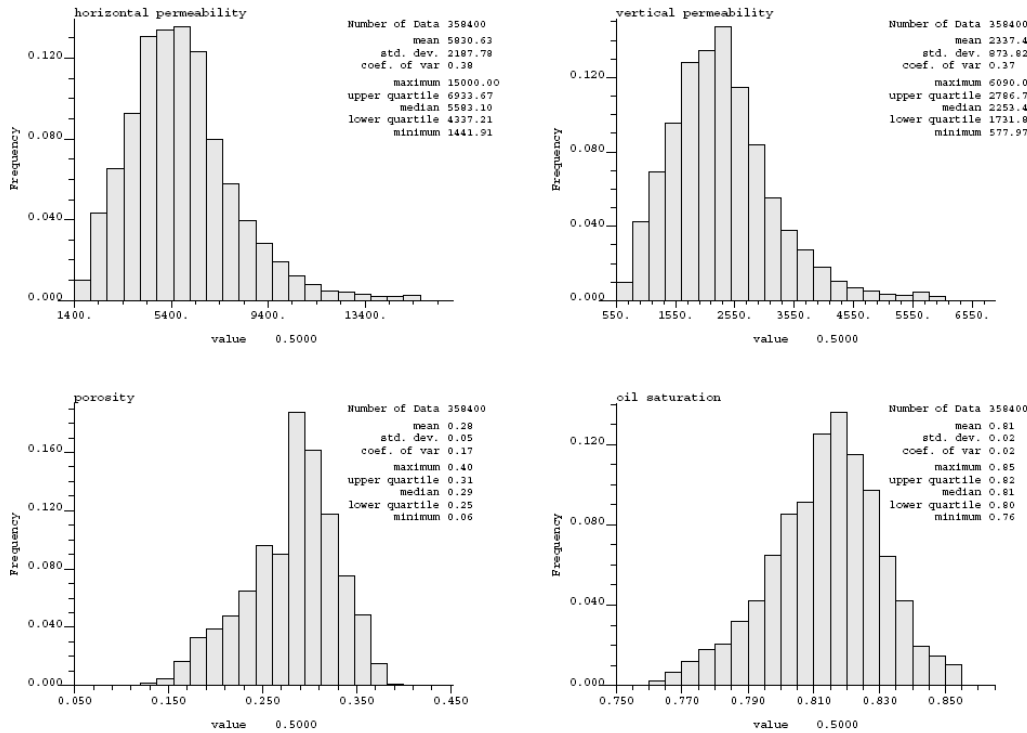 horizontal permeability
Number of Data 358400
mean 5830.63
std. dev. 2187.78
coef. of var 0.38
maximum 15000.00
upper quartile 6933.67
median 5583.10
lower quartile 4337.21
minimum 1441.91
Frequency
0.120
0.080
0.040
0.000
1400. 5400. 9400. 13400.
value 0.5000
vertical permeability
Number of Data 358400
mean 2337.4
std. dev. 873.82
coef. of var 0.37
maximum 6090.0
upper quartile 2786.7
median 2253.4
lower quartile 1731.8
minimum 577.97
Frequency
0.120
0.080
0.040
0.000
550. 1550. 2550. 3550. 4550. 5550. 6550.
value 0.5000
porosity
Number of Data 358400
mean 0.28
std. dev. 0.05
coef. of var 0.17
maximum 0.40
upper quartile 0.31
median 0.29
lower quartile 0.25
minimum 0.06
Frequency
0.160
0.120
0.080
0.040
0.000
0.050 0.150 0.250 0.350 0.450
value 0.5000
oil saturation
Number of Data 358400
mean 0.81
std. dev. 0.02
coef. of var 0.02
maximum 0.85
upper quartile 0.82
median 0.81
lower quartile 0.80
minimum 0.76
Frequency
0.120
0.080
0.040
0.000
0.750 0.770 0.790 0.810 0.830 0.850
value 0.5000